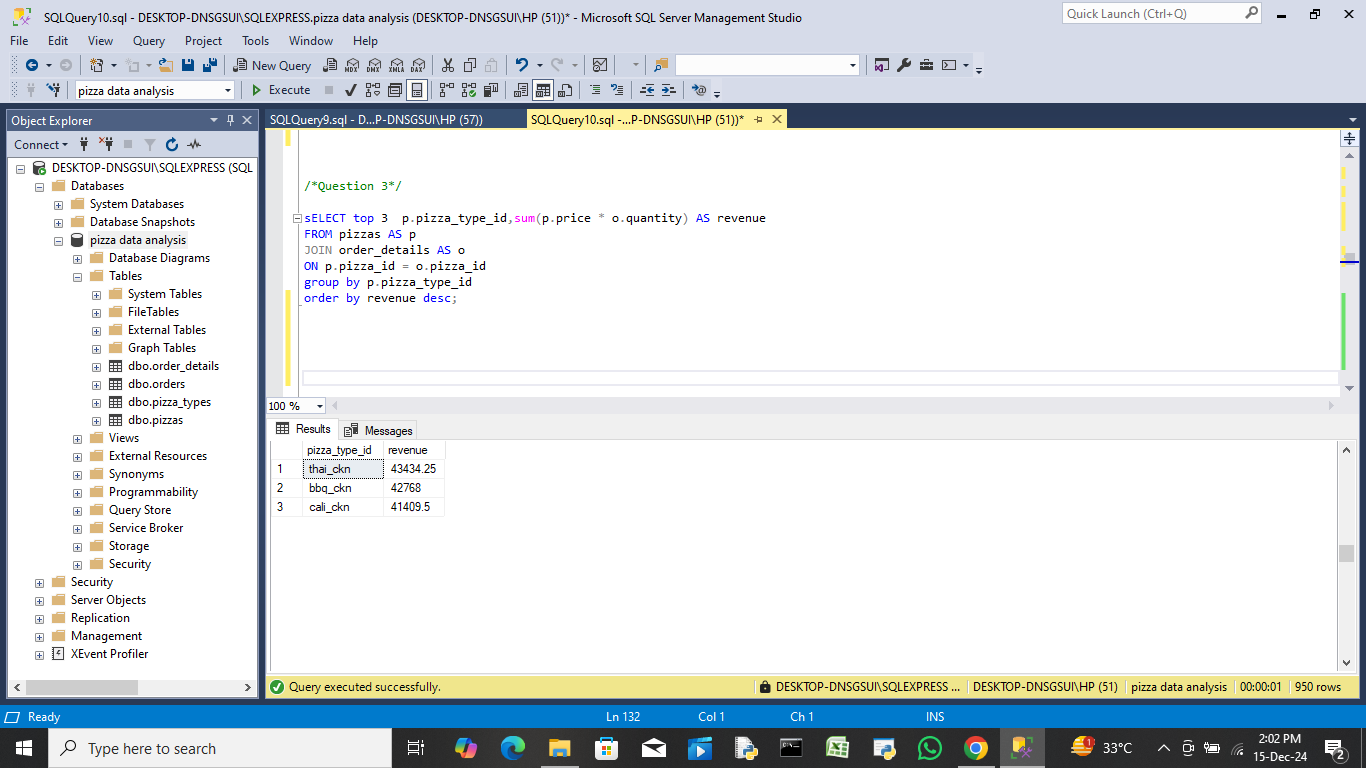 SQLQuery10.sql - DESKTOP-DNSGSUI\SQLEXPRESS.pizza data analysis (DESKTOP-DNSGSUI\HP (51))* - Microsoft SQL Server Management Studio
Quick Launch (Ctrl+Q)
File Edit View Query Project Tools Window Help
New Query
MDX DMX XMLA DAX
pizza data analysis
Execute
Object Explorer
SQLQuery9.sql - D...P-DNSGSUI\HP (57))
SQLQuery10.sql -...P-DNSGSUI\HP (51))*
Connect
DESKTOP-DNSGSUI\SQLEXPRESS (SQL
Databases
System Databases
Database Snapshots
pizza data analysis
Database Diagrams
Tables
System Tables
FileTables
External Tables
Graph Tables
dbo.order_details
dbo.orders
dbo.pizza_types
dbo.pizzas
Views
External Resources
Synonyms
Programmability
Query Store
Service Broker
Storage
Security
Security
Server Objects
Replication
Management
XEvent Profiler
/*Question 3*/
sELECT top 3  p.pizza_type_id,sum(p.price * o.quantity) AS revenue
FROM pizzas AS p
JOIN order_details AS o
ON p.pizza_id = o.pizza_id
group by p.pizza_type_id
order by revenue desc;
100 %
Results Messages
pizza_type_id revenue
1 thai_ckn 43434.25
2 bbq_ckn 42768
3 cali_ckn 41409.5
Query executed successfully.
DESKTOP-DNSGSUI\SQLEXPRESS ... DESKTOP-DNSGSUI\HP (51) pizza data analysis 00:00:01 950 rows
Ready Ln 132 Col 1 Ch 1 INS
Type here to search
1
33°C
2:02 PM
15-Dec-24
2